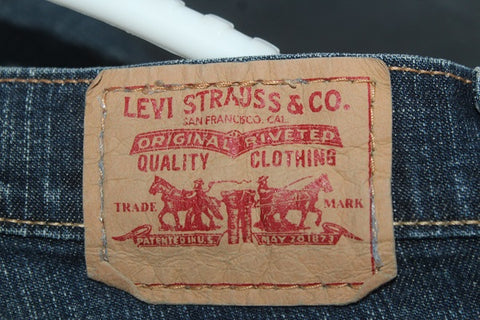 LEVI STRAUSS & CO.
SAN FRANCISCO, CAL.
ORIGINAL RIVETED
QUALITY CLOTHING
TRADE MARK
PATENTED IN U.S. MAY 20 1873